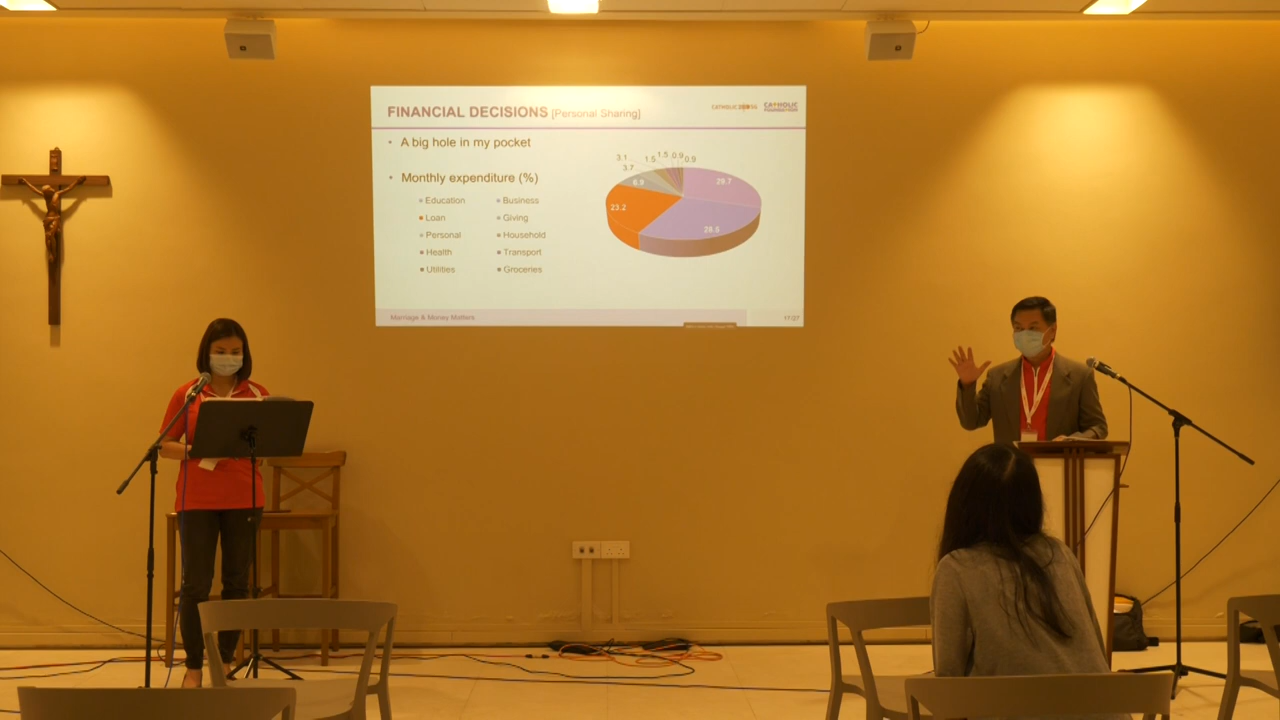 FINANCIAL DECISIONS [Personal Sharing]
CATHOLIC FOUNDATION
• A big hole in my pocket
• Monthly expenditure (%)
Education Business
Loan Giving
Personal Household
Health Transport
Utilities Groceries
3.1 1.5 1.5 0.9 0.9
3.7
6.9 29.7
23.2
28.5
Marriage & Money Matters 17/27